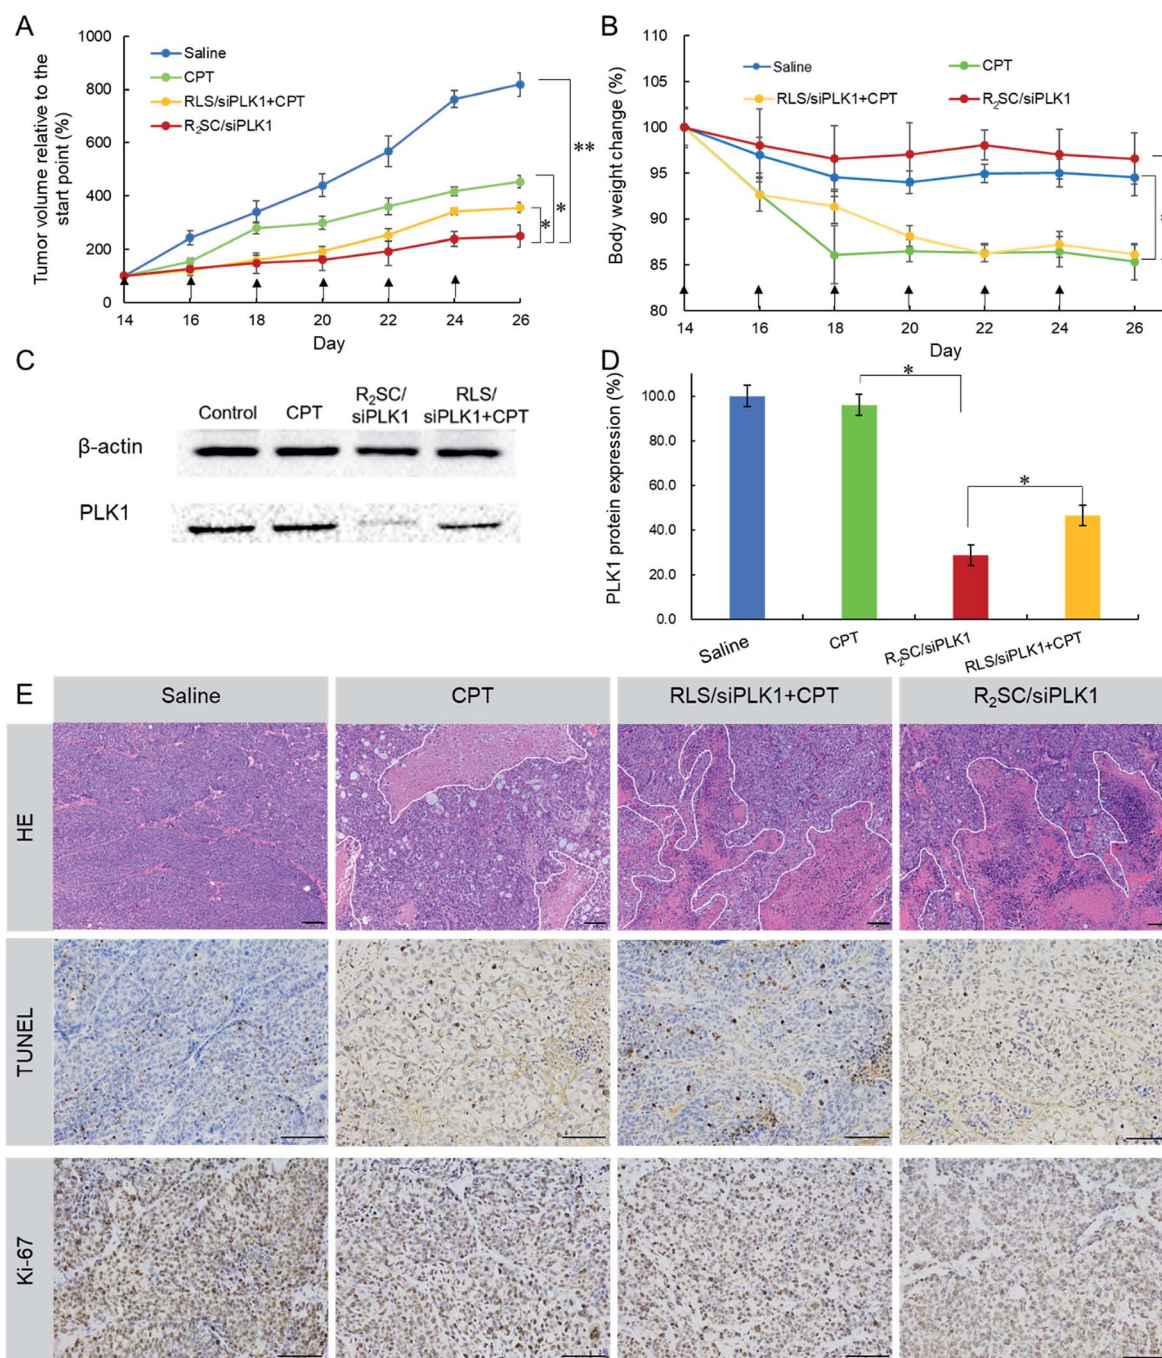 A
1000
800
600
400
200
0
Tumor volume relative to the
start point (%)
Saline
CPT
RLS/siPLK1+CPT
R₂SC/siPLK1
**
*
*
14 16 18 20 22 24 26
Day
B
110
105
100
95
90
85
80
Body weight change (%)
Saline CPT
RLS/siPLK1+CPT R₂SC/siPLK1
14 16 18 20 22 24 26
Day
C
Control CPT R₂SC/ RLS/
siPLK1 siPLK1+CPT
β-actin
PLK1
D
PLK1 protein expression (%)
100.0
80.0
60.0
40.0
20.0
0.0
*
*
Saline CPT R₂SC/siPLK1 RLS/siPLK1+CPT
E Saline CPT RLS/siPLK1+CPT R₂SC/siPLK1
HE
TUNEL
Ki-67